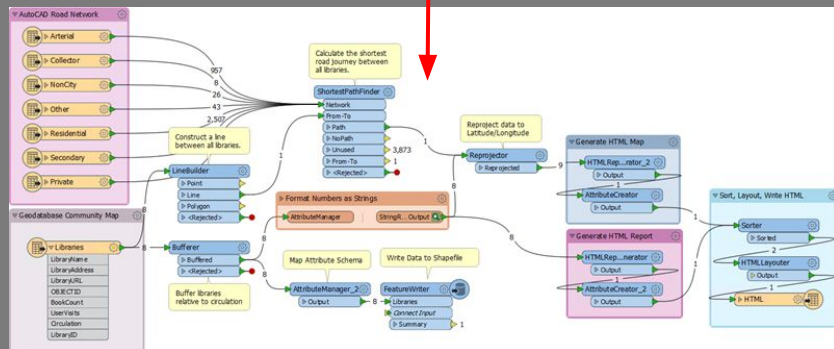 AutoCAD Road Network
Arterial
Collector
NonCity
Other
Residential
Secondary
Private
957
8
26
43
2,507
Calculate the shortest
road journey between
all libraries.
ShortestPathFinder
Network
From-To
Path
NoPath
Unused
From-To
<Rejected>
3,873
1
1
Construct a line
between all libraries.
LineBuilder
Point
Line
Polygon
<Rejected>
1
8
Reproject data to
Latitude/Longitude
Reprojector
Reprojected
9
8
Generate HTML Map
HTMLRep...rator_2
Output
1
AttributeCreator
Output
1
Geodatabase Community Map
Libraries
LibraryName
LibraryAddress
LibraryURL
OBJECTID
BookCount
UserVisits
Circulation
LibraryID
8
Format Numbers as Strings
AttributeManager
StringR... Output
8
8
Bufferer
Buffered
<Rejected>
Buffer libraries
relative to circulation
8
Map Attribute Schema
AttributeManager_2
Output
8
Write Data to Shapefile
FeatureWriter
Libraries
Connect Input
Summary
1
Generate HTML Report
HTMLRep...nerator
Output
1
AttributeCreator_2
Output
1
Sort, Layout, Write HTML
Sorter
Sorted
2
HTMLLayouter
Output
1
HTML